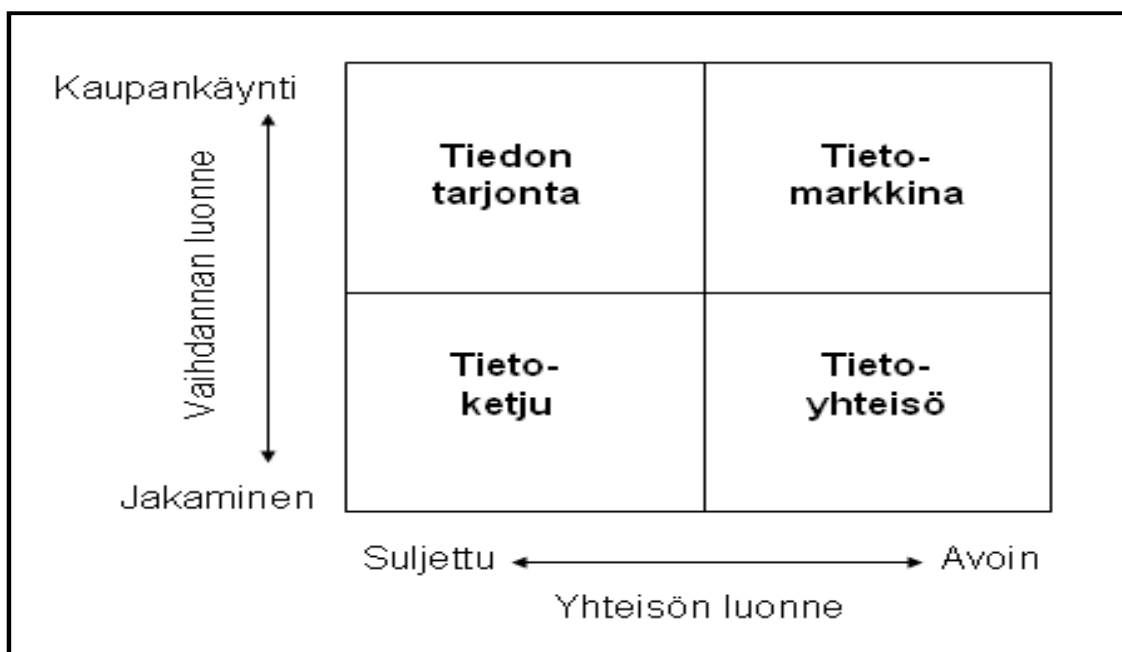 Kaupankäynti
Vaihdannan luonne
Tiedon
tarjonta
Tieto-
markkina
Tieto-
ketju
Tieto-
yhteisö
Jakaminen
Suljettu
Avoin
Yhteisön luonne